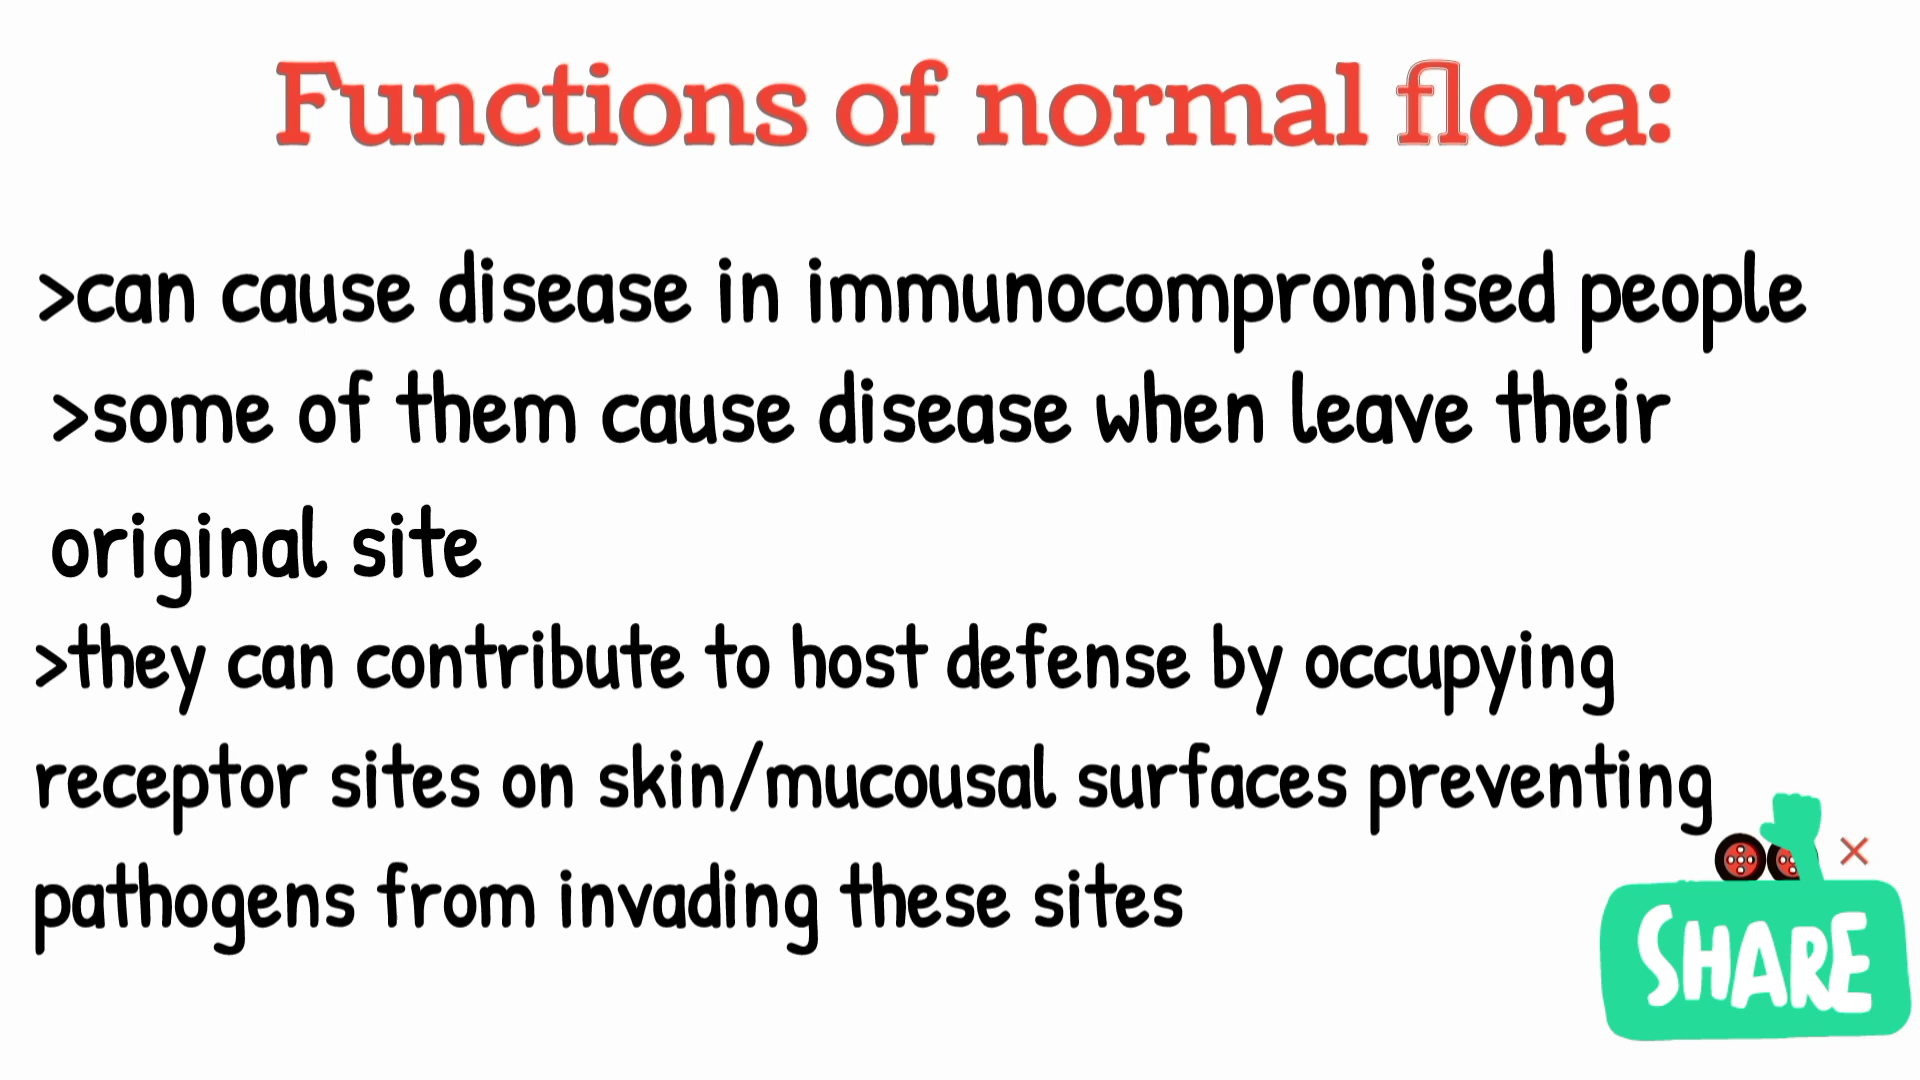 Functions of normal flora:
>can cause disease in immunocompromised people
>some of them cause disease when leave their
original site
>they can contribute to host defense by occupying
receptor sites on skin/mucousal surfaces preventing
pathogens from invading these sites
SHARE